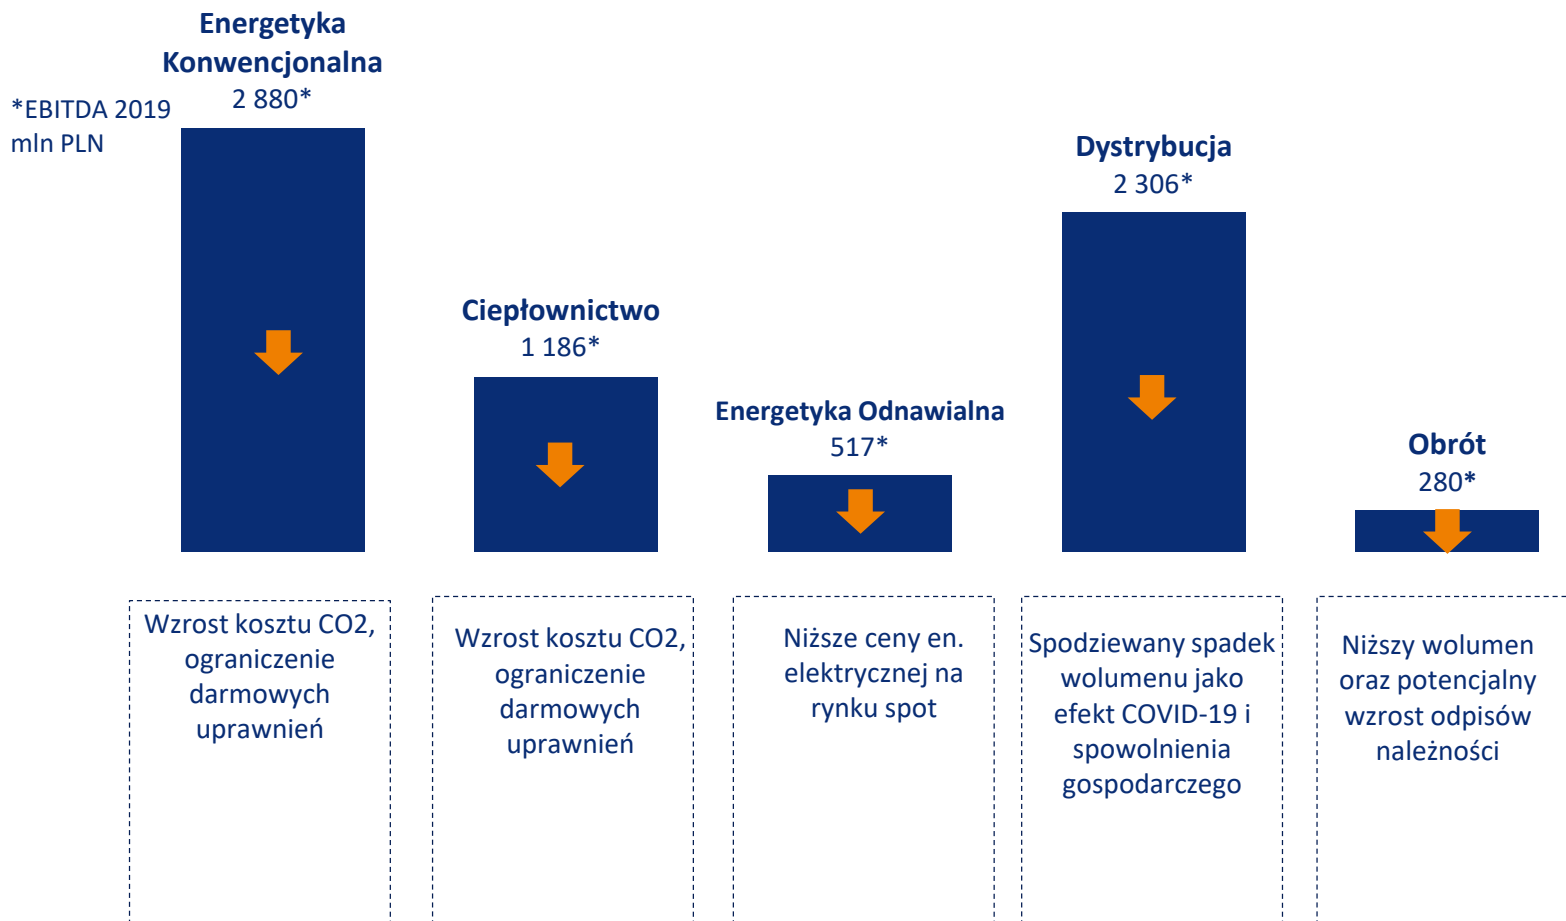 *EBITDA 2019
mln PLN
Energetyka
Konwencjonalna
2 880*
Ciepłownictwo
1 186*
Energetyka Odnawialna
517*
Dystrybucja
2 306*
Obrót
280*
Wzrost kosztu CO2,
ograniczenie
darmowych
uprawnień
Wzrost kosztu CO2,
ograniczenie
darmowych
uprawnień
Niższe ceny en.
elektrycznej na
rynku spot
Spodziewany spadek
wolumenu jako
efekt COVID-19 i
spowolnienia
gospodarczego
Niższy wolumen
oraz potencjalny
wzrost odpisów
należności